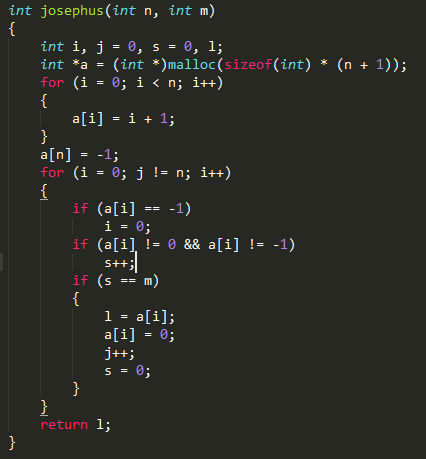 int josephus(int n, int m)
{
    int i, j = 0, s = 0, l;
    int *a = (int *)malloc(sizeof(int) * (n + 1));
    for (i = 0; i < n; i++)
    {
        a[i] = i + 1;
    }
    a[n] = -1;
    for (i = 0; j != n; i++)
    {
        if (a[i] == -1)
            i = 0;
        if (a[i] != 0 && a[i] != -1)
            s++;
        if (s == m)
        {
            l = a[i];
            a[i] = 0;
            j++;
            s = 0;
        }
    }
    return l;
}